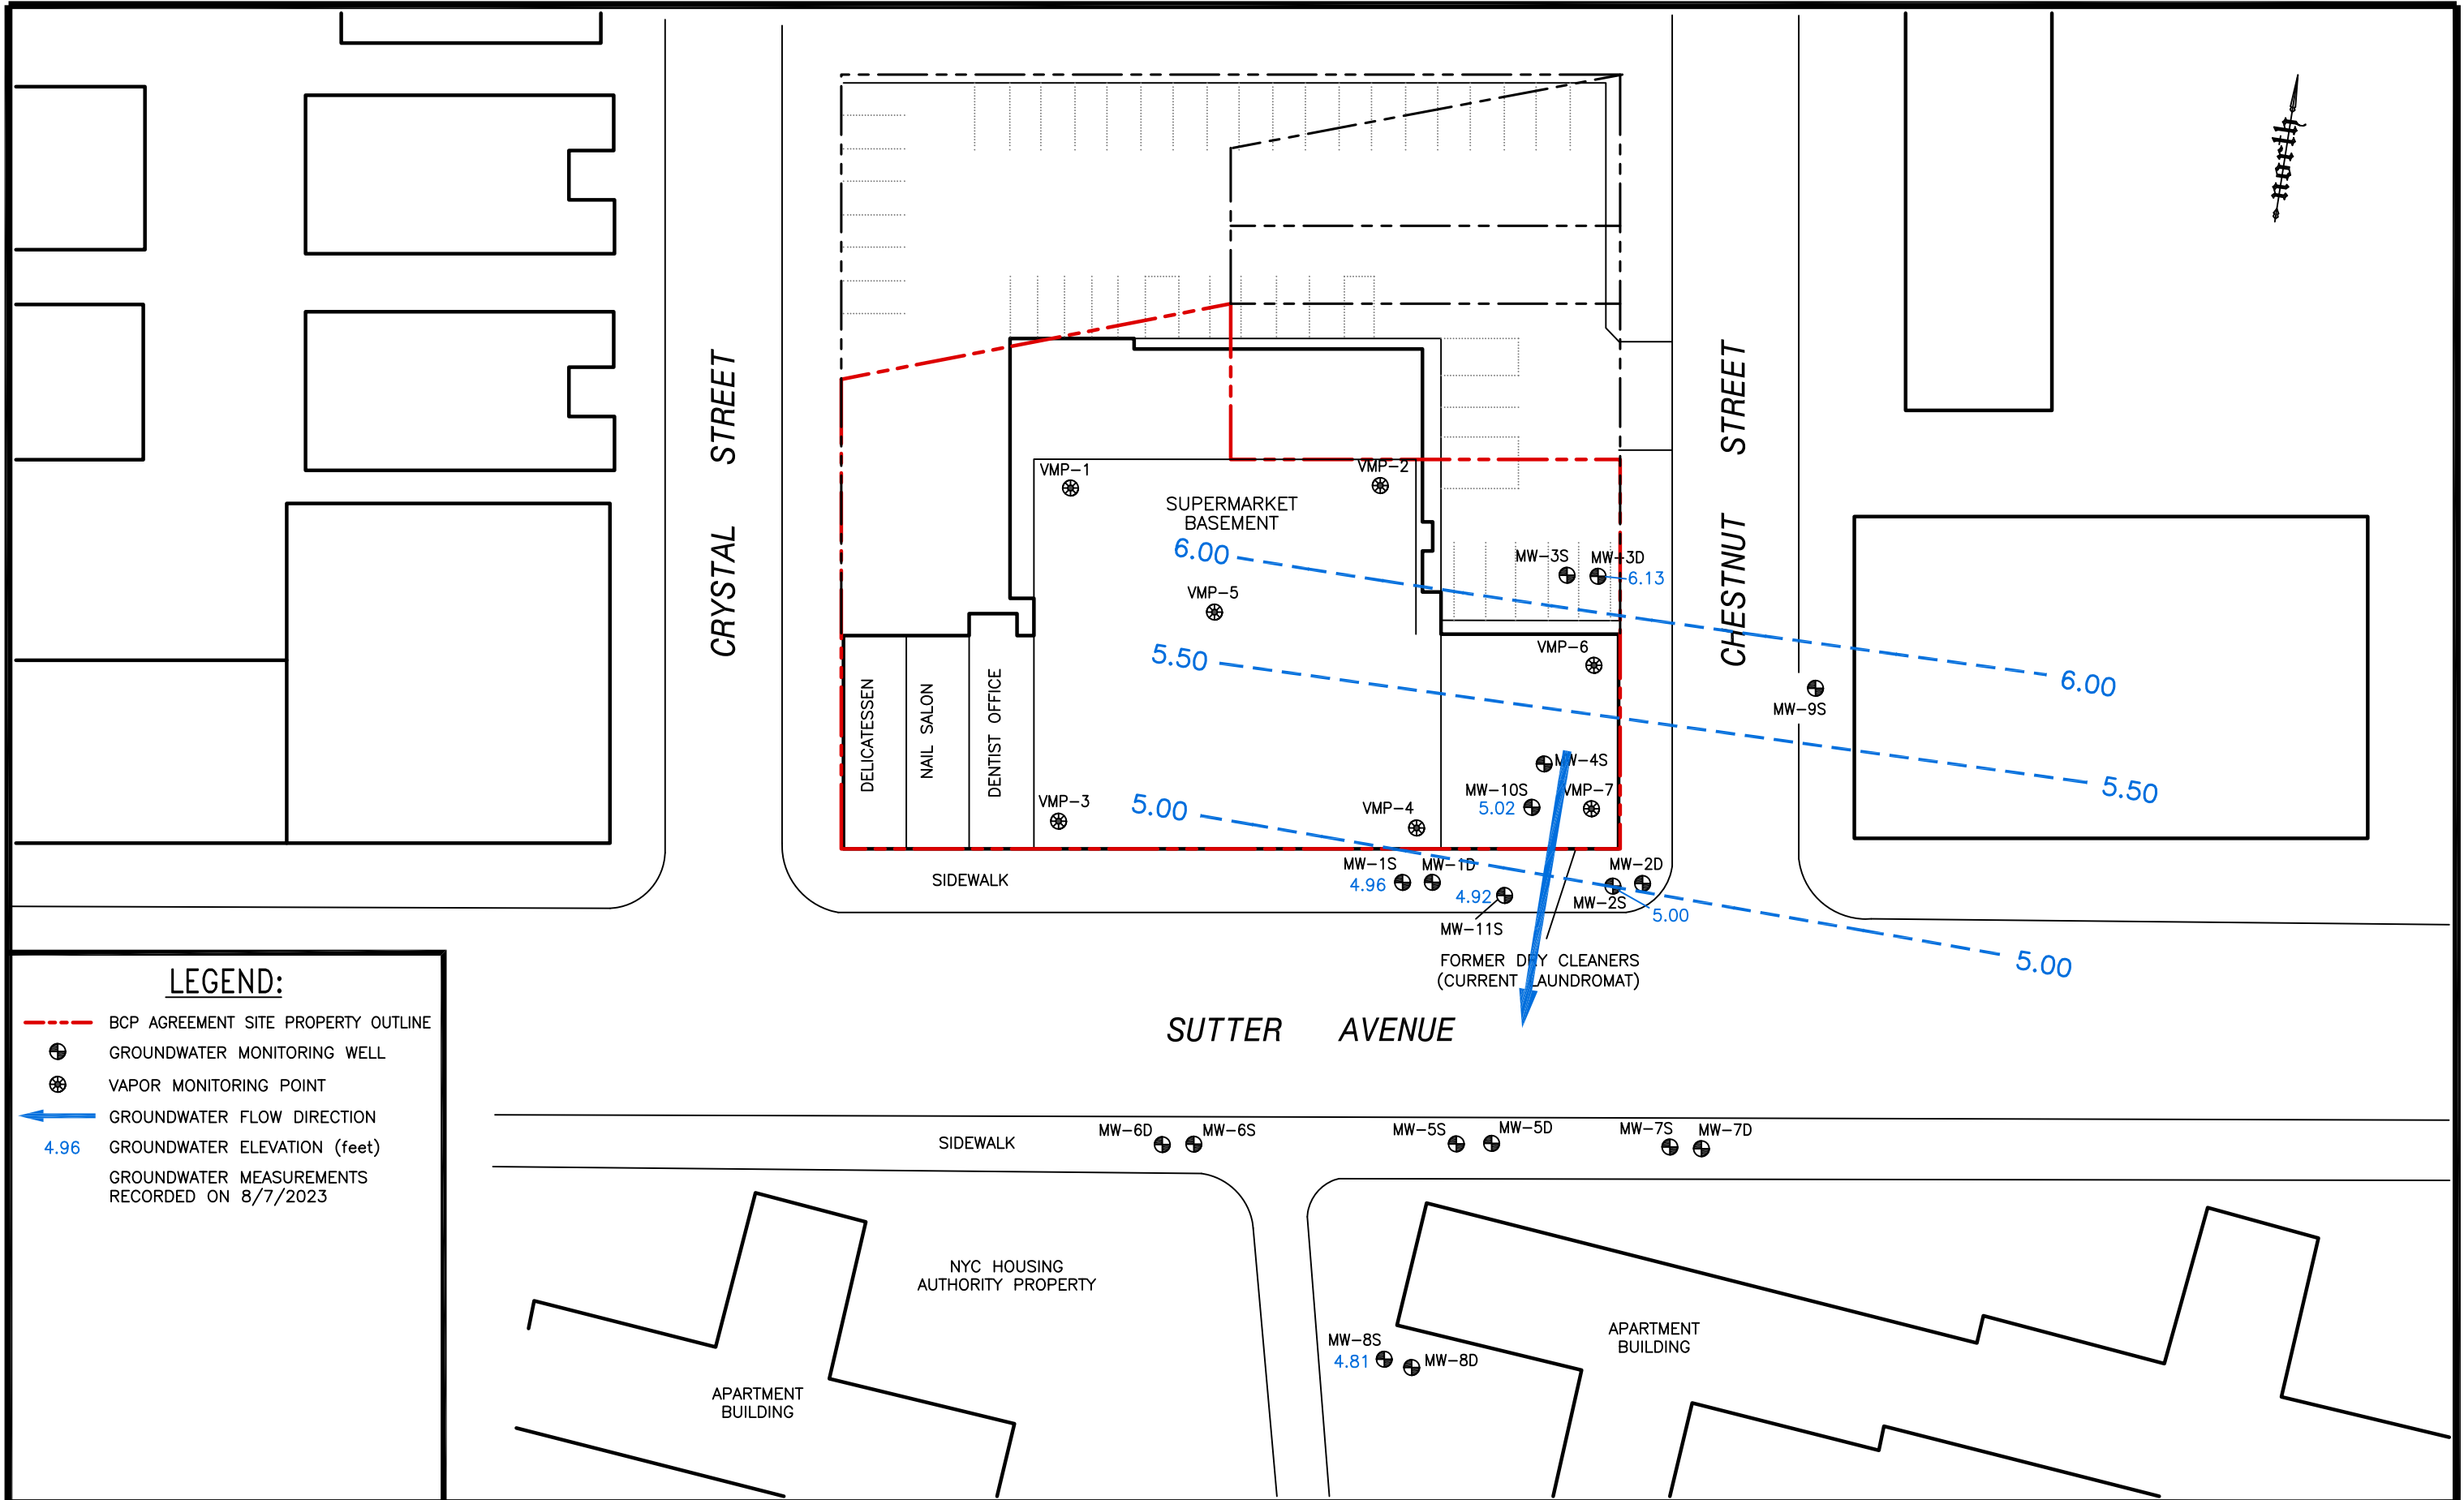 north
CRYSTAL STREET
CHESTNUT STREET
VMP-1
VMP-2
SUPERMARKET
BASEMENT
6.00
MW-3S
MW-3D
6.13
VMP-5
5.50
VMP-6
6.00
MW-9S
DELICATESSEN
NAIL SALON
DENTIST OFFICE
MW-4S
5.50
MW-10S
5.02
VMP-7
VMP-3
5.00
VMP-4
SIDEWALK
MW-1S
4.96
MW-1D
4.92
MW-11S
MW-2D
MW-2S
5.00
5.00
FORMER DRY CLEANERS
(CURRENT LAUNDROMAT)
SUTTER AVENUE
LEGEND:
BCP AGREEMENT SITE PROPERTY OUTLINE
GROUNDWATER MONITORING WELL
VAPOR MONITORING POINT
GROUNDWATER FLOW DIRECTION
4.96 GROUNDWATER ELEVATION (feet)
GROUNDWATER MEASUREMENTS
RECORDED ON 8/7/2023
SIDEWALK
MW-6D
MW-6S
MW-5S
MW-5D
MW-7S
MW-7D
NYC HOUSING
AUTHORITY PROPERTY
APARTMENT
BUILDING
MW-8S
4.81
MW-8D
APARTMENT
BUILDING